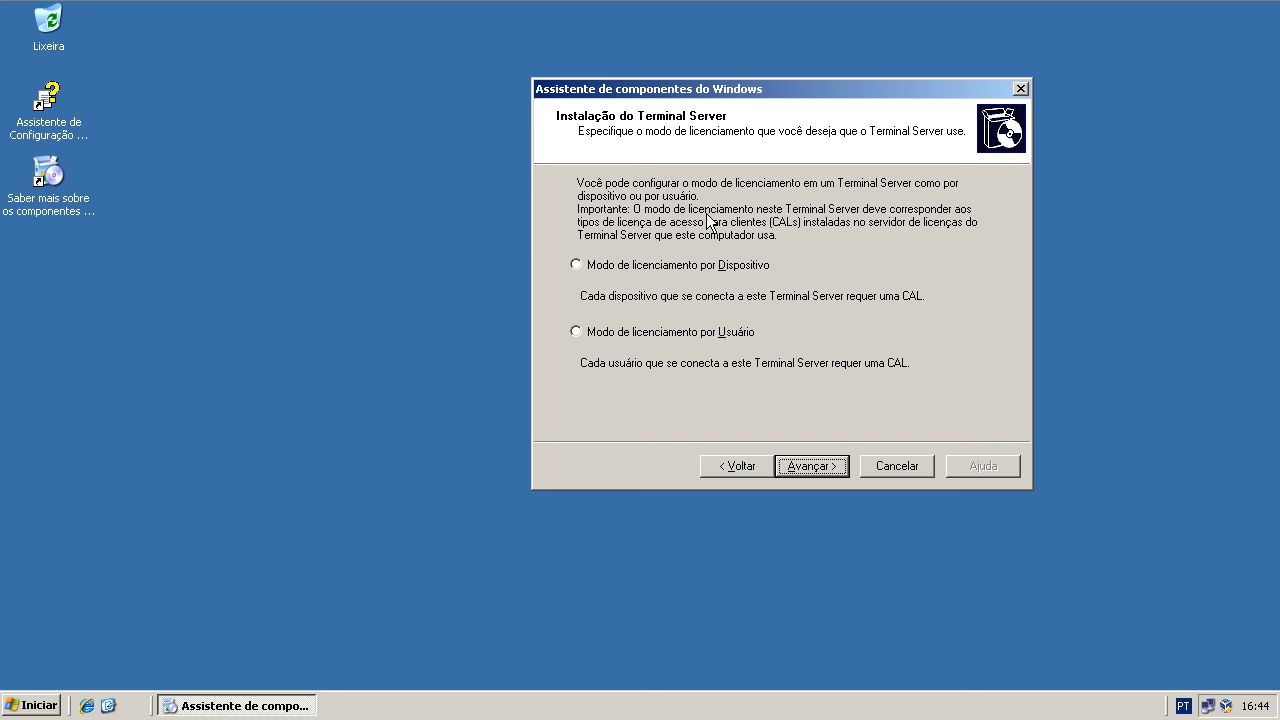 Lixeira
Assistente de
Configuração ...
Saber mais sobre
os componentes ...
Assistente de componentes do Windows
Instalação do Terminal Server
Especifique o modo de licenciamento que você deseja que o Terminal Server use.
Você pode configurar o modo de licenciamento em um Terminal Server como por
dispositivo ou por usuário.
Importante: O modo de licenciamento neste Terminal Server deve corresponder aos
tipos de licença de acesso para clientes (CALs) instaladas no servidor de licenças do
Terminal Server que este computador usa.
Modo de licenciamento por Dispositivo
Cada dispositivo que se conecta a este Terminal Server requer uma CAL.
Modo de licenciamento por Usuário
Cada usuário que se conecta a este Terminal Server requer uma CAL.
< Voltar
Avançar >
Cancelar
Ajuda
Iniciar
Assistente de compo...
PT
16:44